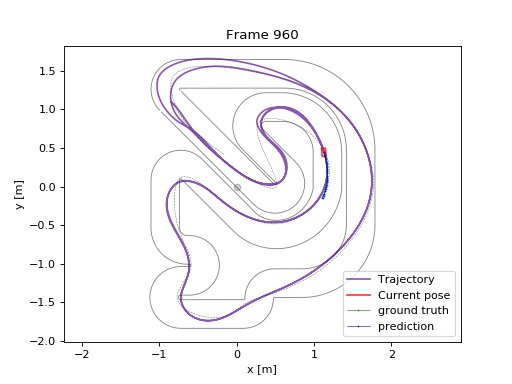 Frame 960
y [m]
1.5
1.0
0.5
0.0
−0.5
−1.0
−1.5
−2.0
−2
−1
0
1
2
x [m]
Trajectory
Current pose
ground truth
prediction